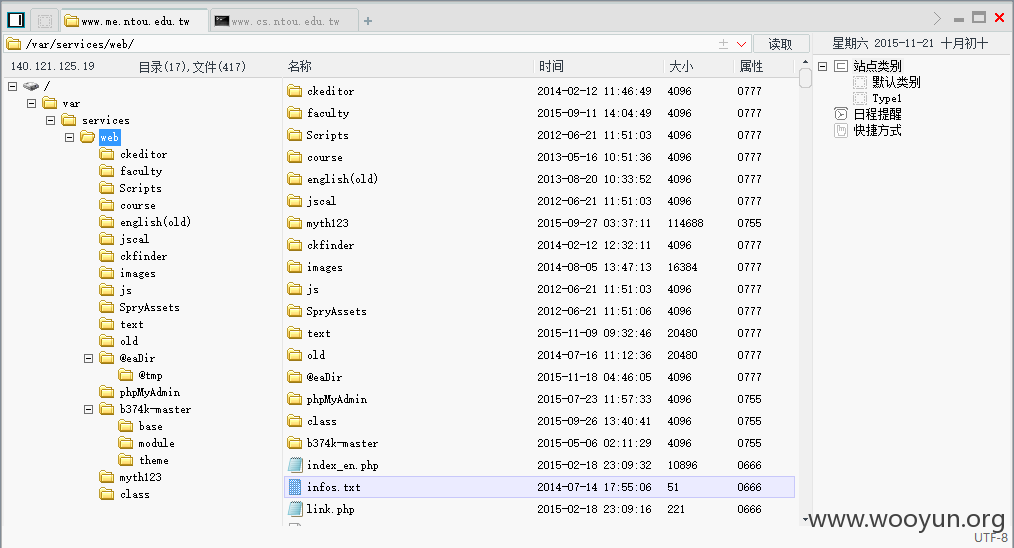 www.me.ntou.edu.tw
www.cs.ntou.edu.tw
+
/var/services/web/
读取
星期六 2015-11-21 十月初十
140.121.125.19 目录(17),文件(417)
名称 时间 大小 属性
/
var
services
web
ckeditor
faculty
Scripts
course
english(old)
jscal
ckfinder
images
js
SpryAssets
text
old
@eaDir
@tmp
phpMyAdmin
b374k-master
base
module
theme
myth123
class
ckeditor 2014-02-12 11:46:49 4096 0777
faculty 2015-09-11 14:04:49 4096 0777
Scripts 2012-06-21 11:51:03 4096 0777
course 2013-05-16 10:51:36 4096 0777
english(old) 2013-08-20 10:33:52 4096 0777
jscal 2012-06-21 11:51:03 4096 0777
myth123 2015-09-27 03:37:11 114688 0755
ckfinder 2014-02-12 12:32:11 4096 0777
images 2014-08-05 13:47:13 16384 0777
js 2012-06-21 11:51:03 4096 0777
SpryAssets 2012-06-21 11:51:06 4096 0777
text 2015-11-09 09:32:46 20480 0777
old 2014-07-16 11:12:36 20480 0777
@eaDir 2015-11-18 04:46:05 4096 0777
phpMyAdmin 2015-07-23 11:57:33 4096 0755
class 2015-09-26 13:40:41 4096 0755
b374k-master 2015-05-06 02:11:29 4096 0755
index_en.php 2015-02-18 23:09:32 10896 0666
infos.txt 2014-07-14 17:55:06 51 0666
link.php 2015-02-18 23:09:16 221 0666
站点类别
默认类别
Type1
日程提醒
快捷方式
www.wooyun.org
UTF-8